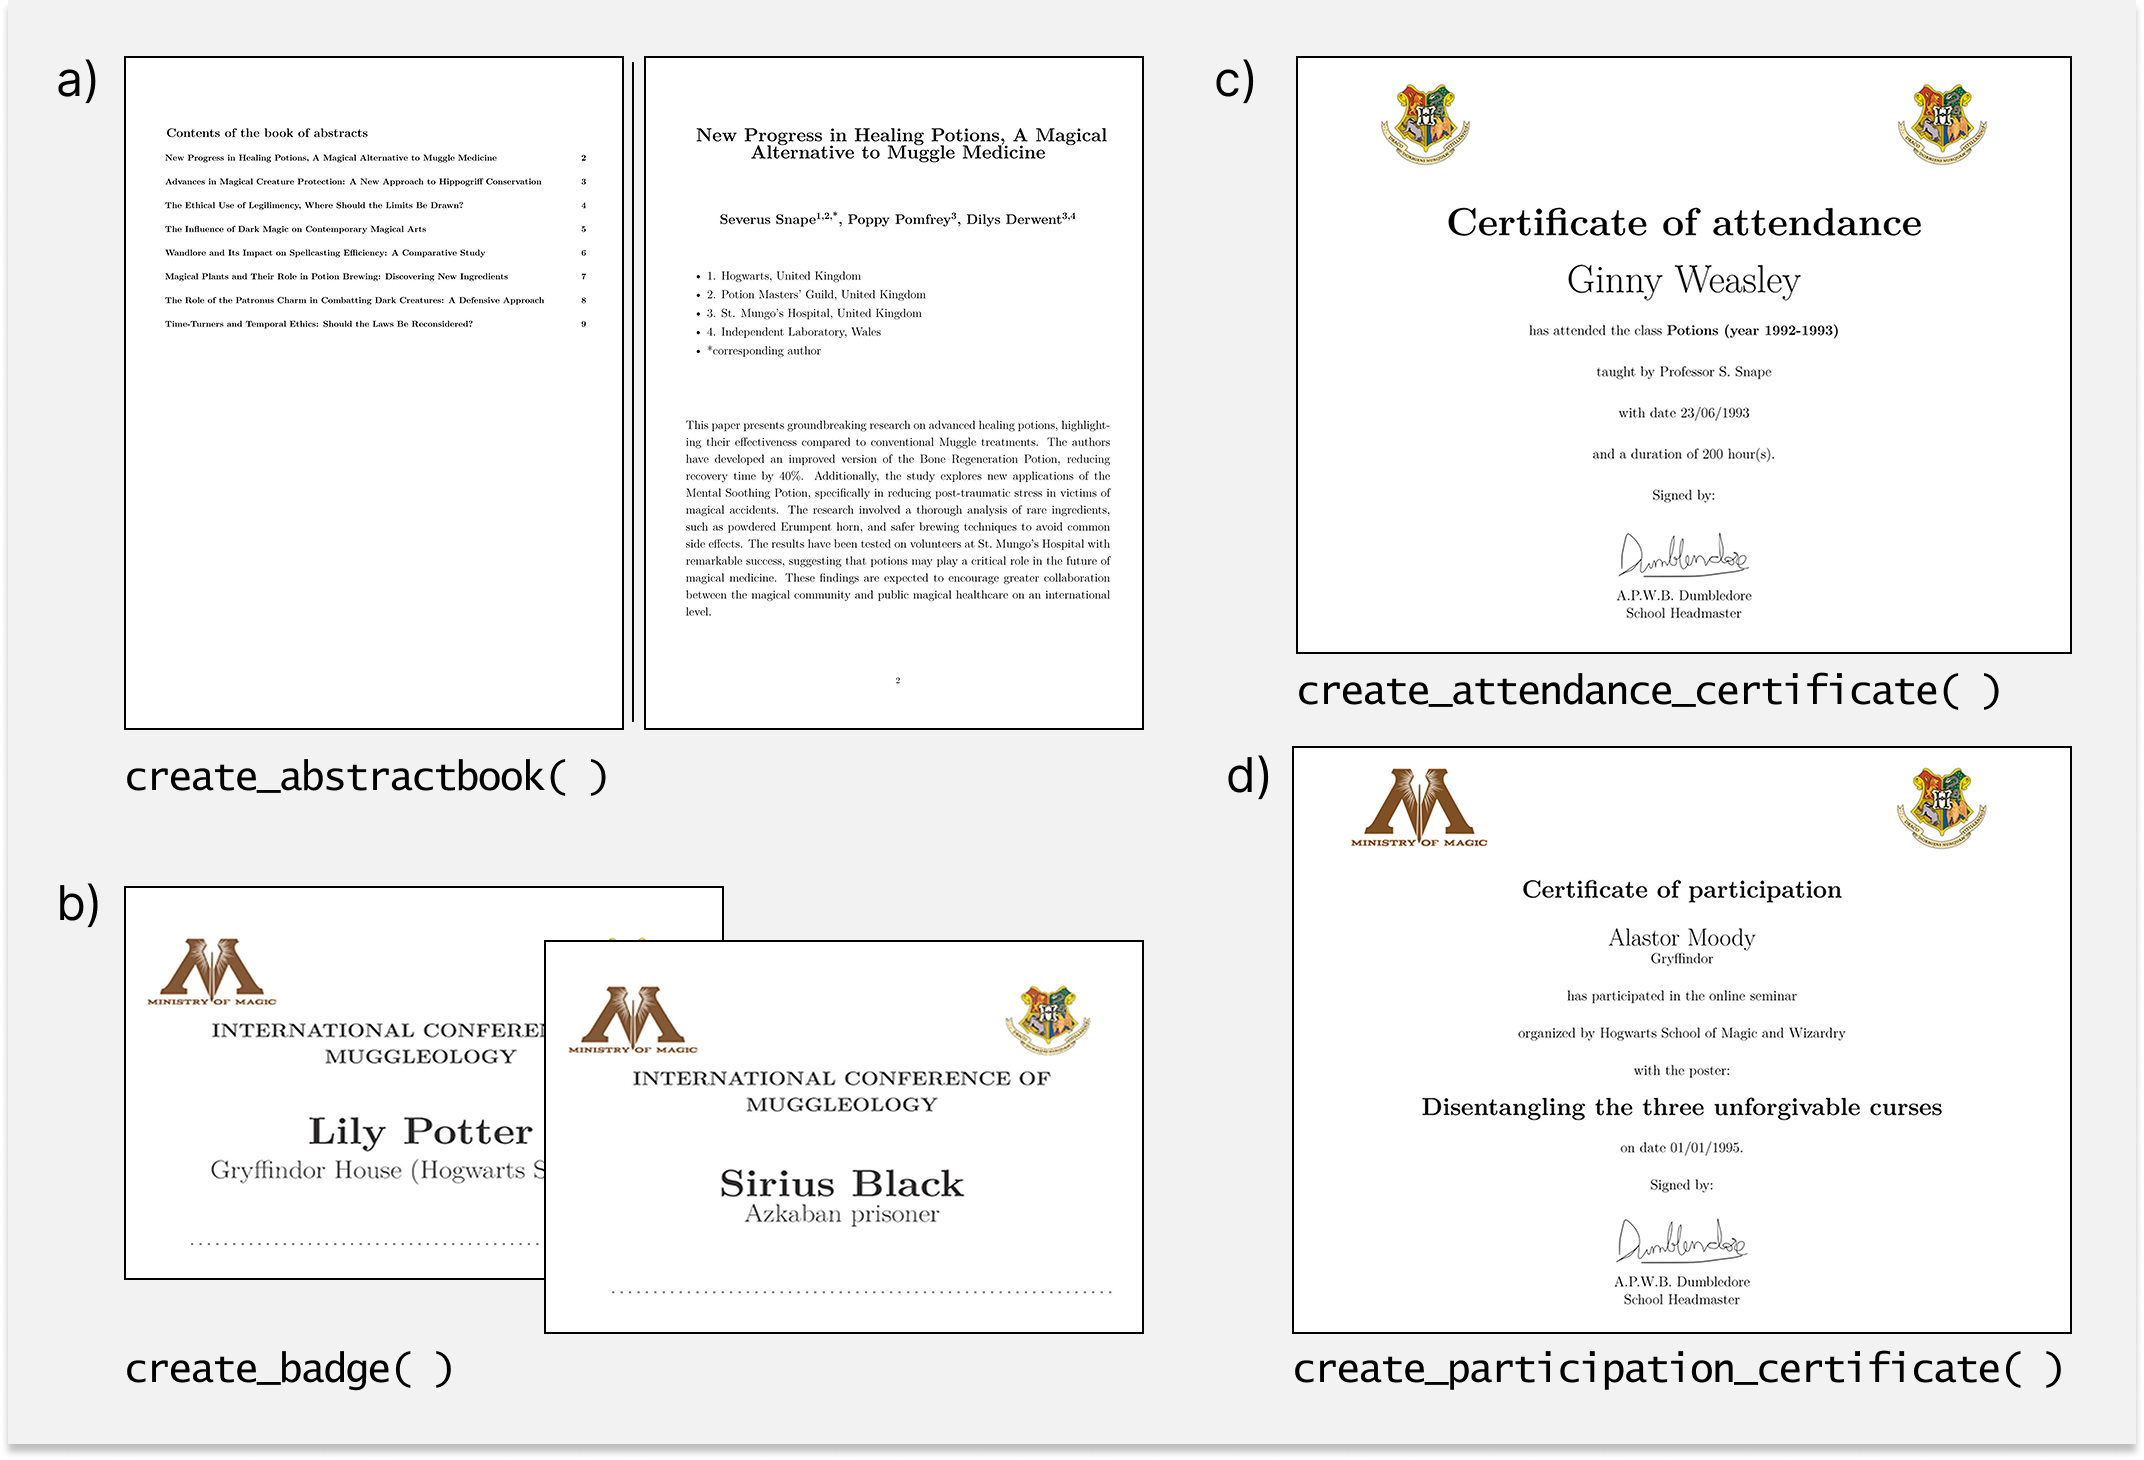 a)
Contents of the book of abstracts
New Progress in Healing Potions, A Magical Alternative to Muggle Medicine 2
Advances in Magical Creature Protection: A New Approach to Hippogriff Conservation 3
The Ethical Use of Legilimency, Where Should the Limits Be Drawn? 4
The Influence of Dark Magic on Contemporary Magical Arts 5
Wandlore and Its Impact on Spellcasting Efficiency: A Comparative Study 6
Magical Plants and Their Role in Potion Brewing: Discovering New Ingredients 7
The Role of the Patronus Charm in Combatting Dark Creatures: A Defensive Approach 8
Time-Turners and Temporal Ethics: Should the Laws Be Reconsidered? 9
New Progress in Healing Potions, A Magical
Alternative to Muggle Medicine
Severus Snape1,2,*, Poppy Pomfrey3, Dilys Derwent3,4
• 1. Hogwarts, United Kingdom
• 2. Potion Masters' Guild, United Kingdom
• 3. St. Mungo's Hospital, United Kingdom
• 4. Independent Laboratory, Wales
• *corresponding author
This paper presents groundbreaking research on advanced healing potions, highlight-
ing their effectiveness compared to conventional Muggle treatments. The authors
have developed an improved version of the Bone Regeneration Potion, reducing
recovery time by 40%. Additionally, the study explores new applications of the
Mental Soothing Potion, specifically in reducing post-traumatic stress in victims of
magical accidents. The research involved a thorough analysis of rare ingredients,
such as powdered Erumpent horn, and safer brewing techniques to avoid common
side effects. The results have been tested on volunteers at St. Mungo's Hospital with
remarkable success, suggesting that potions may play a critical role in the future of
magical medicine. These findings are expected to encourage greater collaboration
between the magical community and public magical healthcare on an international
level.
2
create_abstractbook( )
b)
MINISTRY OF MAGIC
INTERNATIONAL CONFEREN
MUGGLEOLOGY
Lily Potter
Gryffindor House (Hogwarts S
MINISTRY OF MAGIC
INTERNATIONAL CONFERENCE OF
MUGGLEOLOGY
Sirius Black
Azkaban prisoner
create_badge( )
c)
Certificate of attendance
Ginny Weasley
has attended the class Potions (year 1992-1993)
taught by Professor S. Snape
with date 23/06/1993
and a duration of 200 hour(s).
Signed by:
Dumblendore
A.P.W.B. Dumbledore
School Headmaster
create_attendance_certificate( )
d)
MINISTRY OF MAGIC
Certificate of participation
Alastor Moody
Gryffindor
has participated in the online seminar
organized by Hogwarts School of Magic and Wizardry
with the poster:
Disentangling the three unforgivable curses
on date 01/01/1995.
Signed by:
Dumblendore
A.P.W.B. Dumbledore
School Headmaster
create_participation_certificate( )